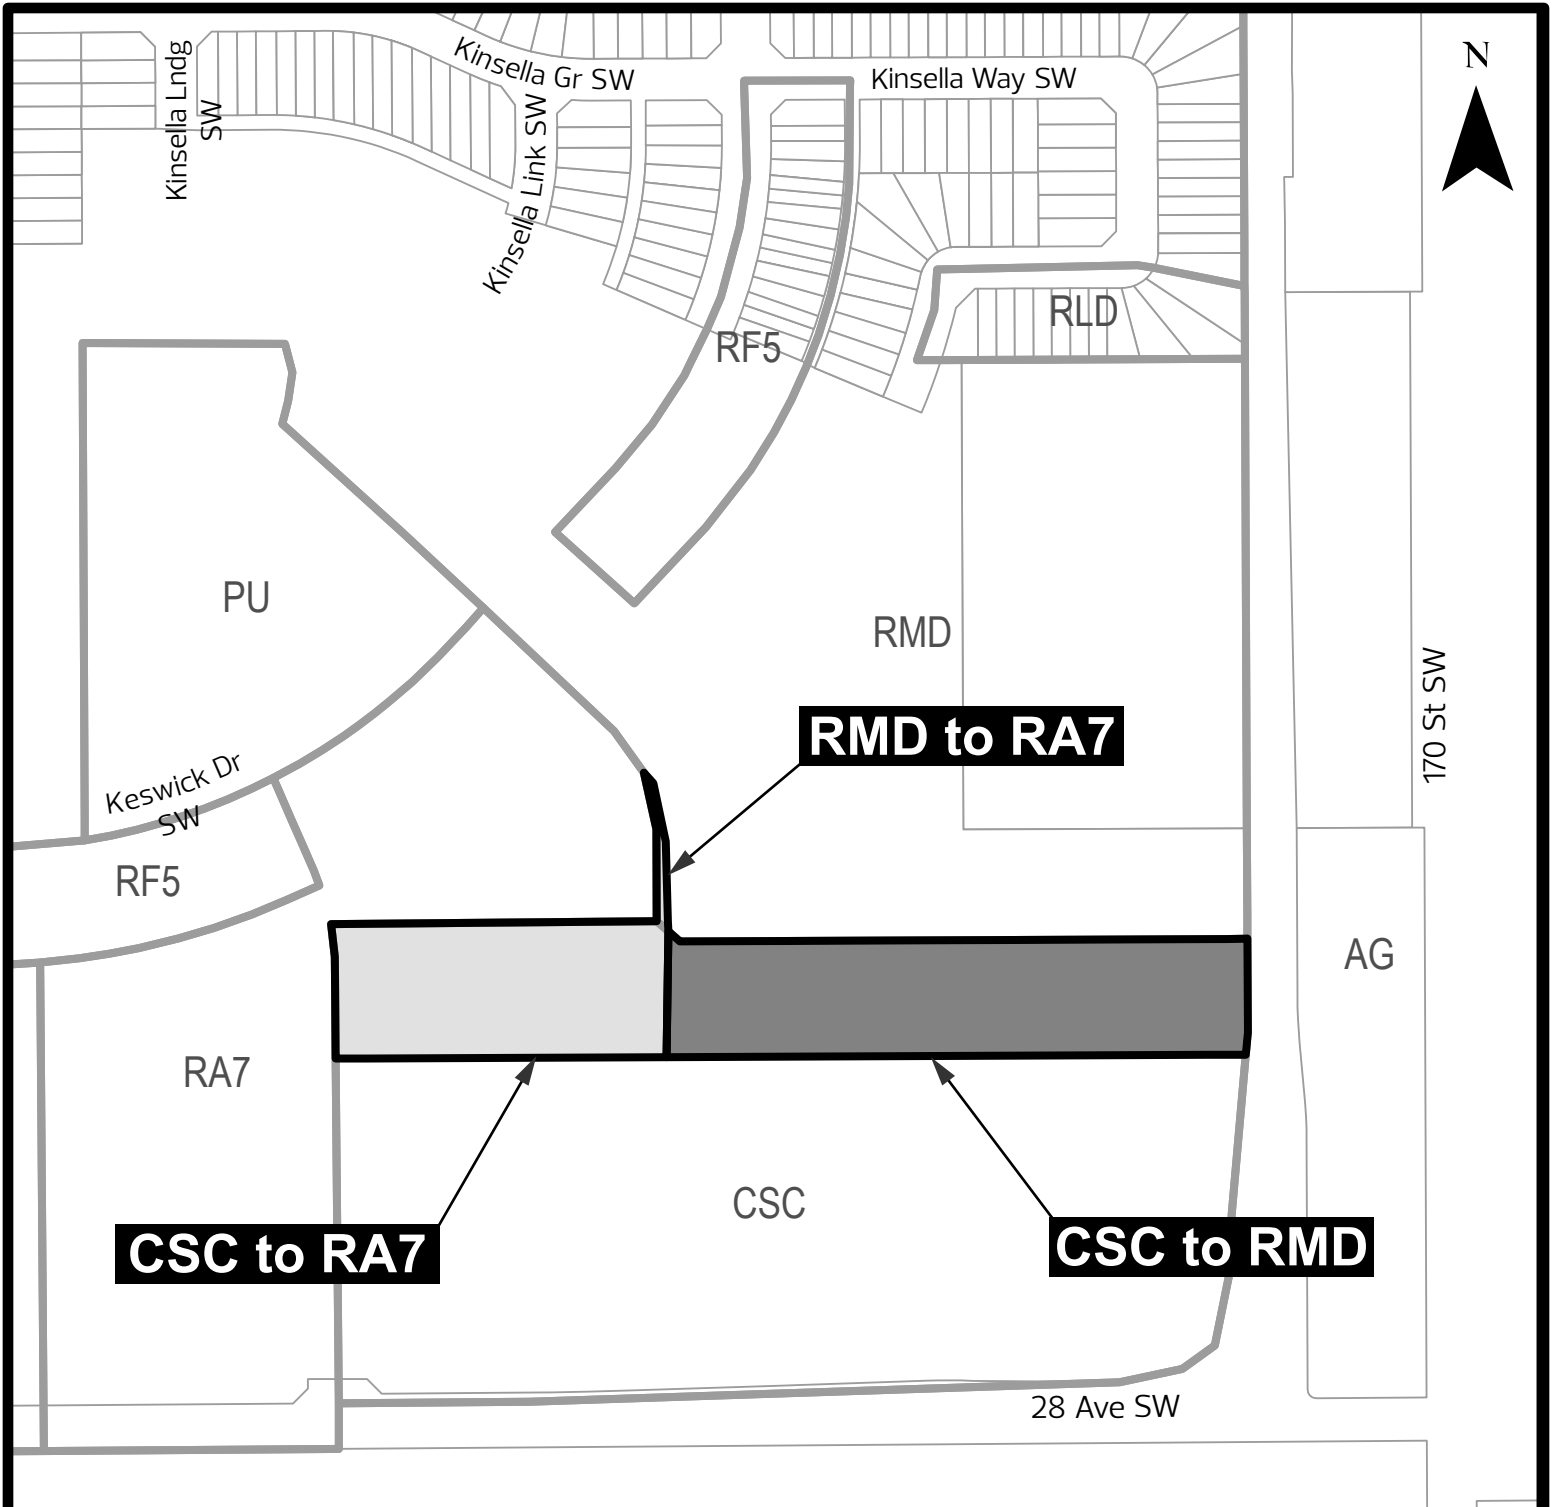 Kinsella Lndg
SW
Kinsella Gr SW
Kinsella Way SW
N
Kinsella Link SW
RLD
RF5
PU
RMD
170 St SW
RMD to RA7
Keswick Dr
SW
RF5
AG
RA7
CSC
CSC to RA7
CSC to RMD
28 Ave SW